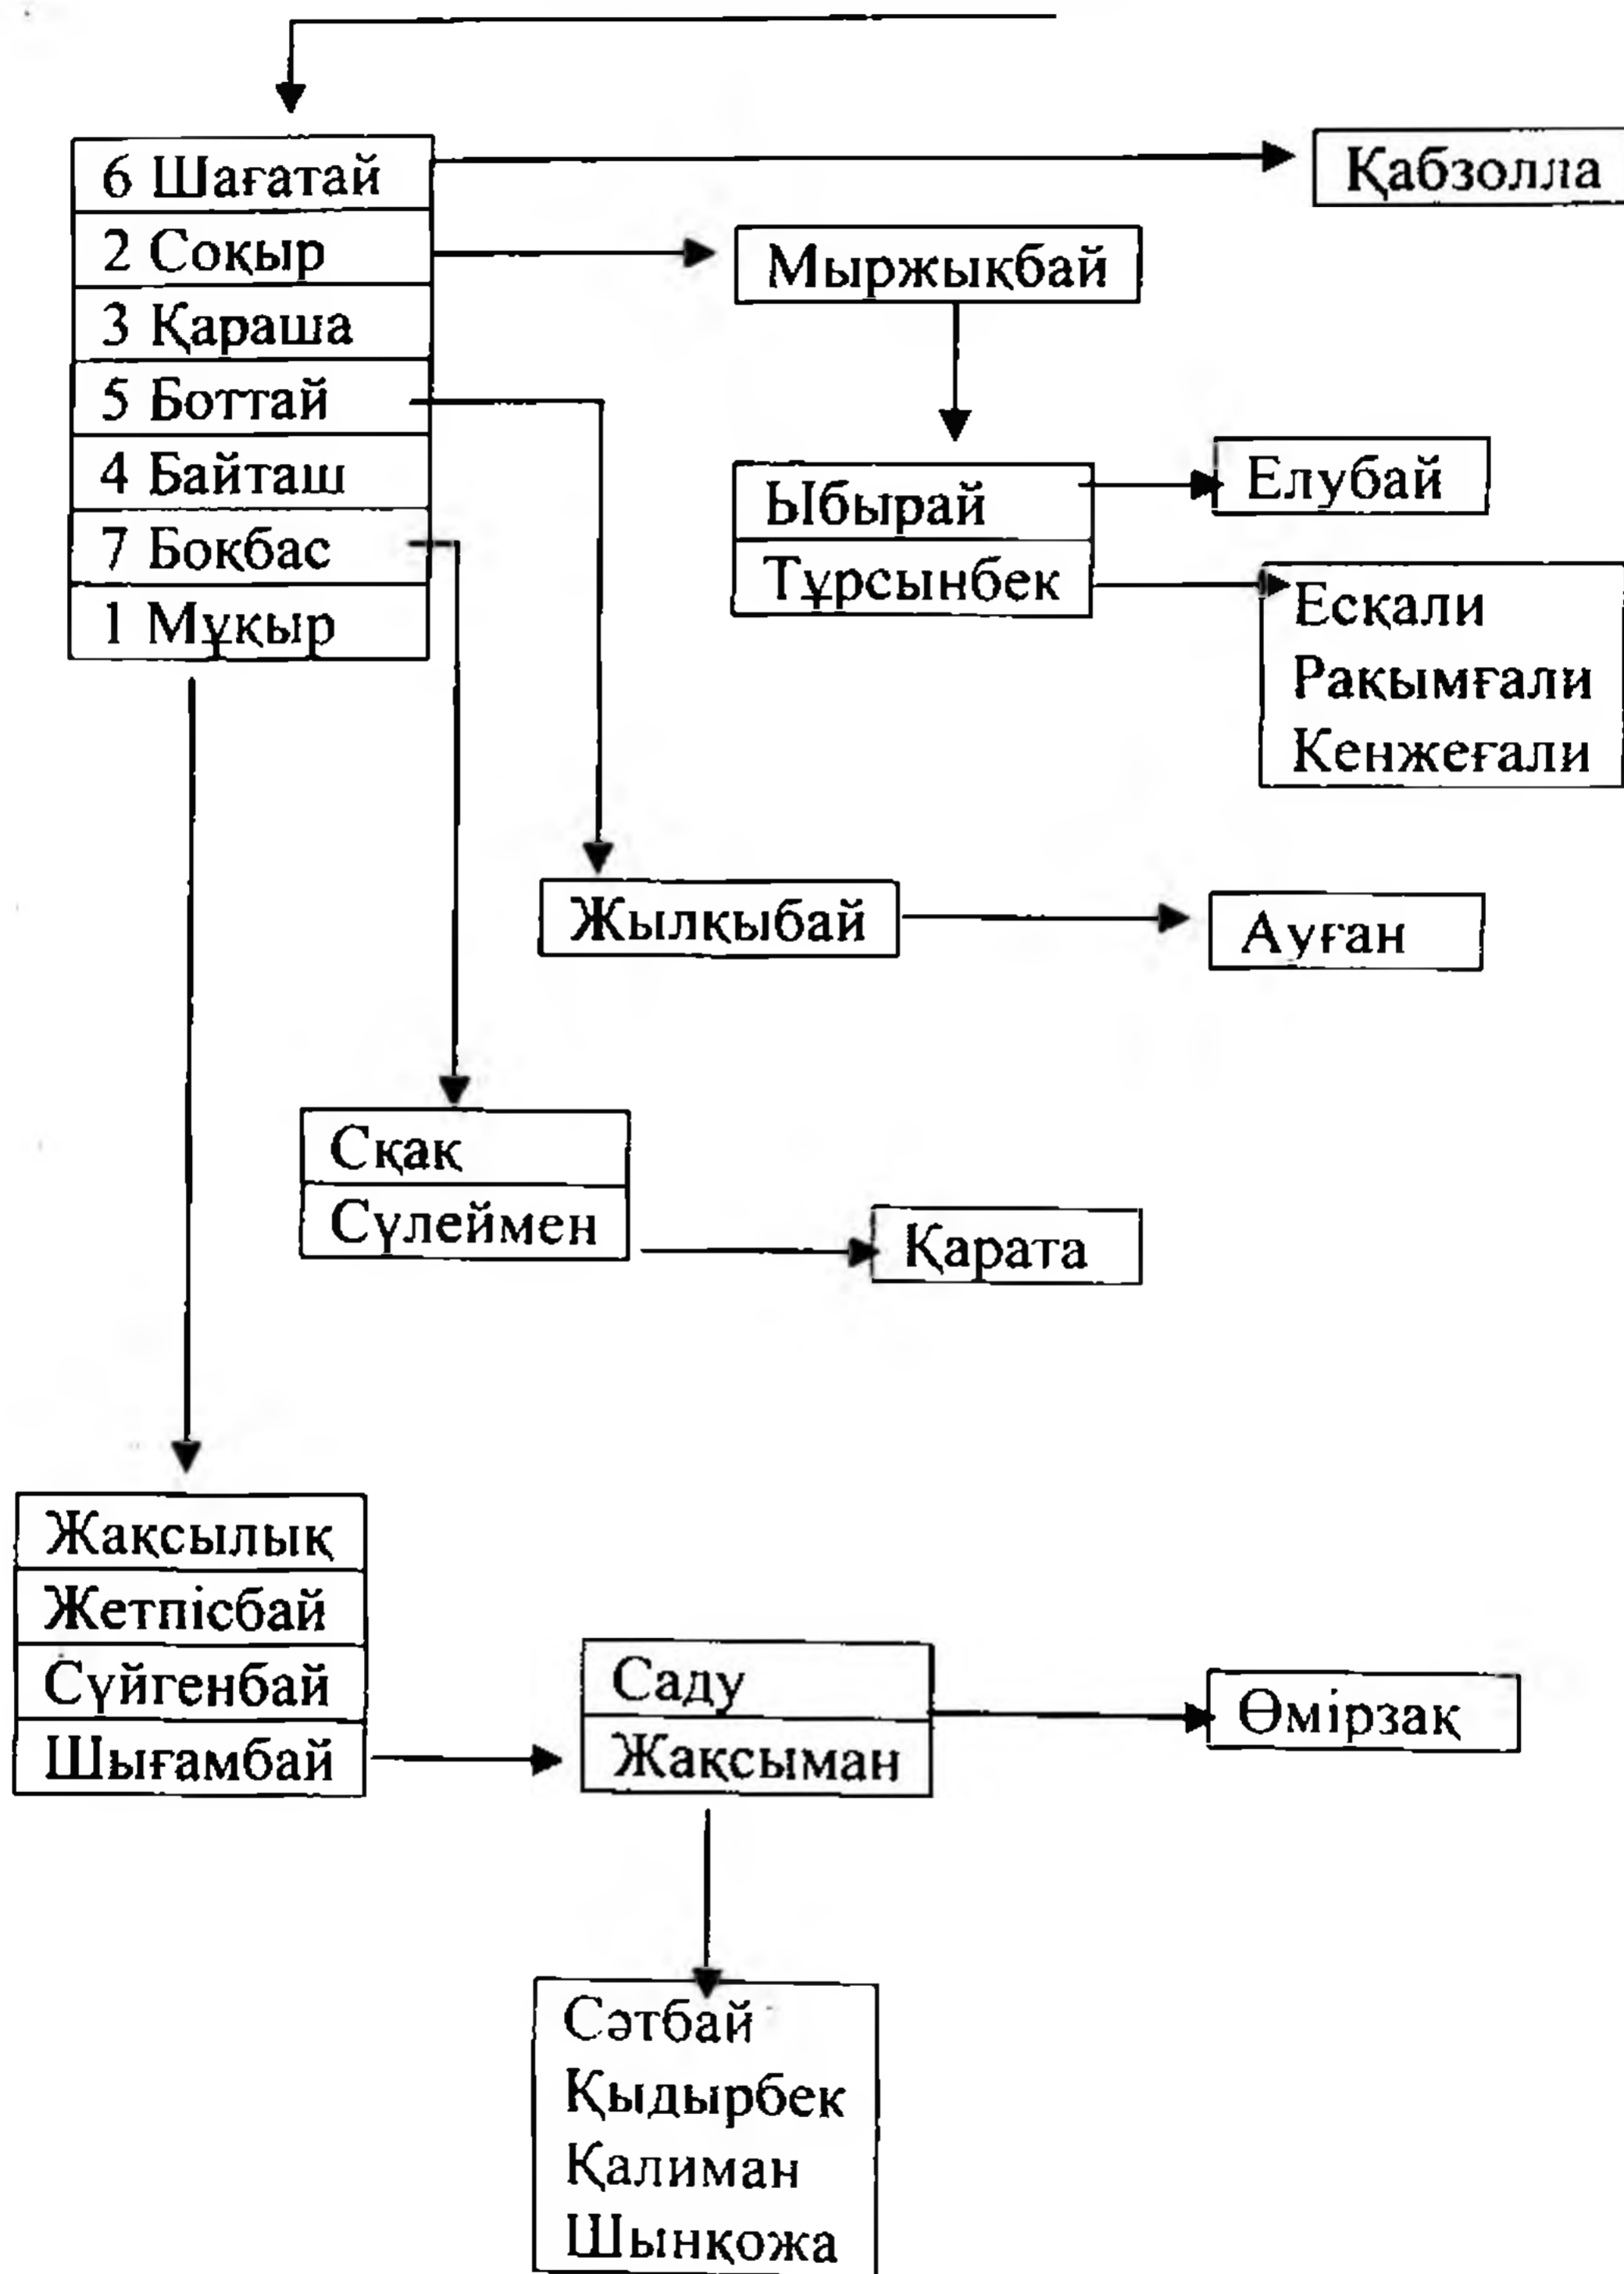 6 Шағатай
Қабзолла
2 Соқыр
Мыржықбай
3 Қараша
5 Боттай
4 Байташ
7 Боқбас
1 Мұқыр
Ыбырай
Тұрсынбек
Елубай
Есқали
Рақымғали
Кенжеғали
Жылқыбай
Ауған
Сқақ
Сүлеймен
Қарата
Жақсылық
Жетпісбай
Сүйгенбай
Шығамбай
Саду
Жақсыман
Өмірзақ
Сәтбай
Қыдырбек
Қалиман
Шынқожа